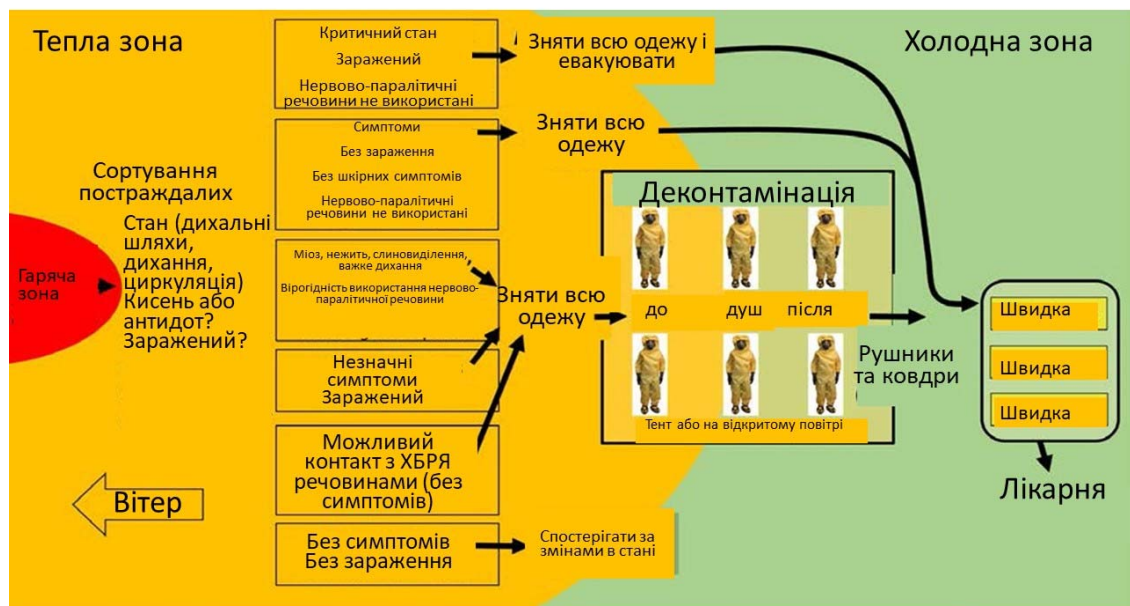 Тепла зона
Холодна зона
Критичний стан
Заражений
Нервово-паралітичні
речовини не використані
Зняти всю одежу і
евакуювати
Симптоми
Без зараження
Без шкірних симптомів
Нервово-паралітичні
речовини не використані
Зняти всю
одежу
Сортування
постраждалих
Стан (дихальні
шляхи,
дихання,
циркуляція)
Кисень або
антидот?
Заражений?
Гаряча
зона
Міоз, нежить, слиновиділення,
важке дихання
Вірогідність використання нервово-
паралітичної речовини
Зняти всю
одежу
Незначні
симптоми
Заражений
Можливий
контакт з ХБРЯ
речовинами (без
симптомів)
Без симптомів
Без зараження
Спостерігати за
змінами в стані
Вітер
Деконтамінація
до
душ
після
Тент або на відкритому повітрі
Рушники
та ковдри
Швидка
Швидка
Швидка
Лікарня